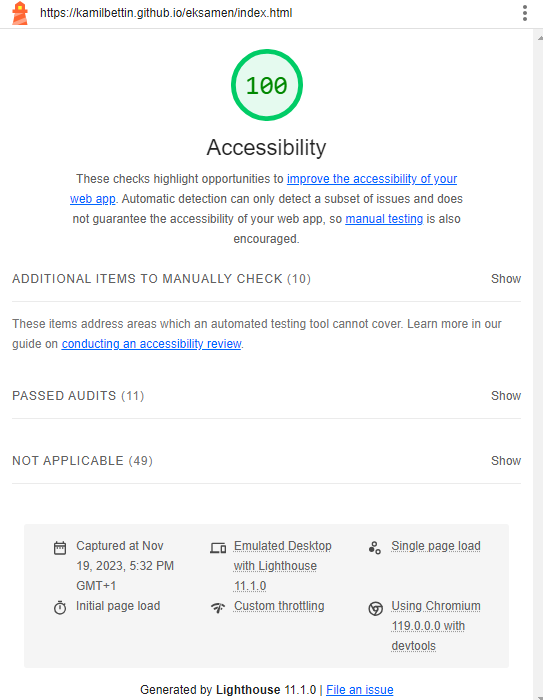 https://kamilbettin.github.io/eksamen/index.html
100
Accessibility
These checks highlight opportunities to improve the accessibility of your
web app. Automatic detection can only detect a subset of issues and does
not guarantee the accessibility of your web app, so manual testing is also
encouraged.
ADDITIONAL ITEMS TO MANUALLY CHECK (10) Show
These items address areas which an automated testing tool cannot cover. Learn more in our
guide on conducting an accessibility review.
PASSED AUDITS (11) Show
NOT APPLICABLE (49) Show
Captured at Nov
19, 2023, 5:32 PM
GMT+1
Emulated Desktop
with Lighthouse
11.1.0
Single page load
Initial page load
Custom throttling
Using Chromium
119.0.0.0 with
devtools
Generated by Lighthouse 11.1.0 | File an issue